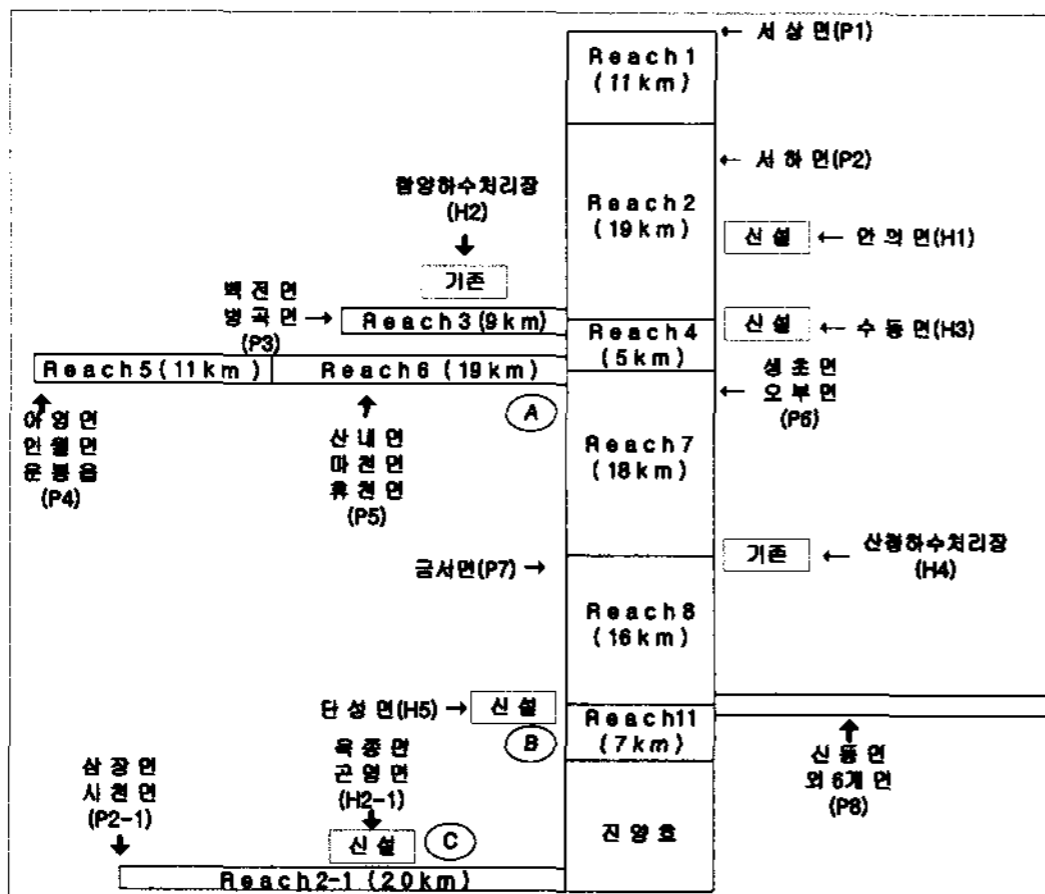 서 상 면(P1)
Reach1
(11km)
서 하 면(P2)
함양하수처리장
(H2)
Reach2
(19km)
신 설
안 의 면(H1)
기존
백 전 면
병 곡 면
(P3)
Reach3 (9km)
Reach4
(5km)
신 설
수 동 면(H3)
Reach5 (11km)
Reach6 (19km)
생 초 면
오 부 면
(P6)
A
아 영 면
인 월 면
운 봉 읍
(P4)
산 내 면
마 천 면
휴 천 면
(P5)
Reach7
(18km)
금서면(P7)
기존
산청하수처리장
(H4)
Reach8
(16km)
단 성 면(H5)
신 설
Reach11
(7km)
B
신 등 면
외 6개 면
(P8)
삼 장 면
시 천 면
(P2-1)
옥 종 면
곤 명 면
(H2-1)
신 설
C
진 양 호
Reach2-1 (20km)